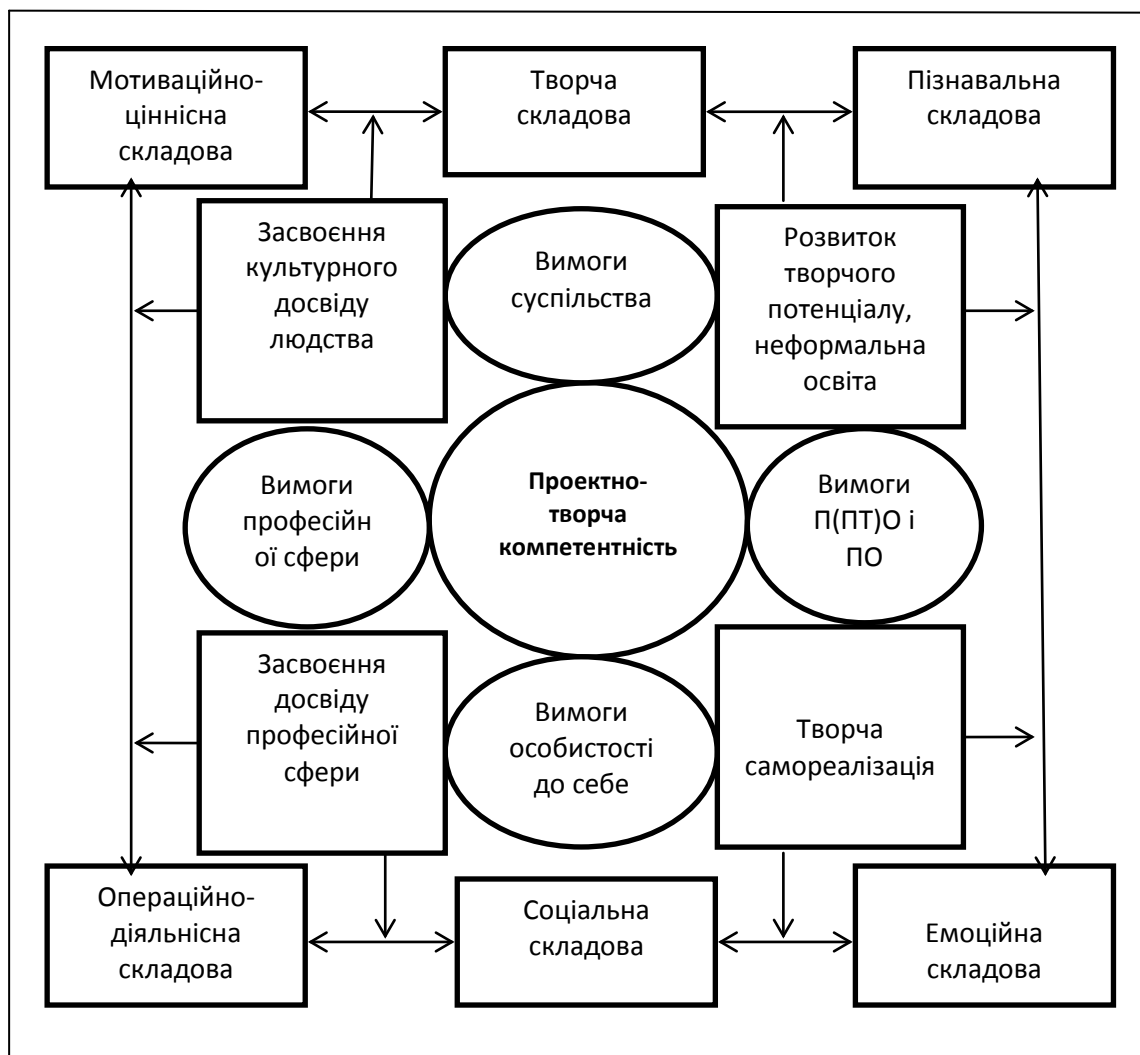 Мотиваційно-
ціннісна
складова
Творча
складова
Пізнавальна
складова
Засвоєння
культурного
досвіду
людства
Вимоги
суспільства
Розвиток
творчого
потенціалу,
неформальна
освіта
Вимоги
професійн
ої сфери
Проектно-
творча
компетентність
Вимоги
П(ПТ)О і
ПО
Засвоєння
досвіду
професійної
сфери
Вимоги
особистості
до себе
Творча
самореалізація
Операційно-
діяльнісна
складова
Соціальна
складова
Емоційна
складова